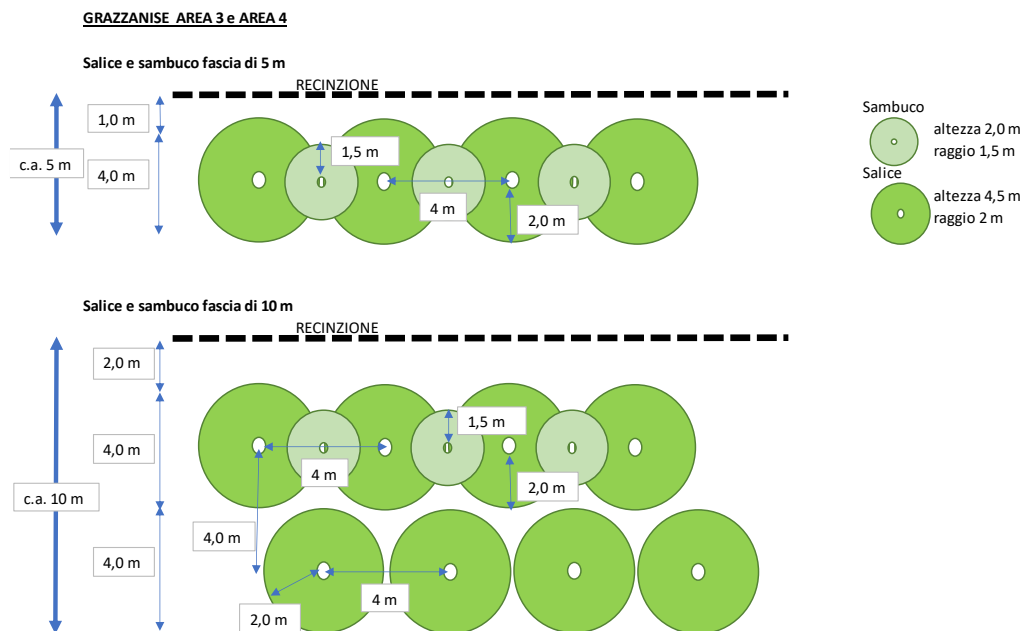 GRAZZANISE AREA 3 e AREA 4
Salice e sambuco fascia di 5 m
RECINZIONE
1,0 m
c.a. 5 m
4,0 m
1,5 m
4 m
2,0 m
Sambuco
altezza 2,0 m
raggio 1,5 m
Salice
altezza 4,5 m
raggio 2 m
Salice e sambuco fascia di 10 m
RECINZIONE
2,0 m
4,0 m
1,5 m
4 m
2,0 m
c.a. 10 m
4,0 m
4,0 m
4 m
2,0 m